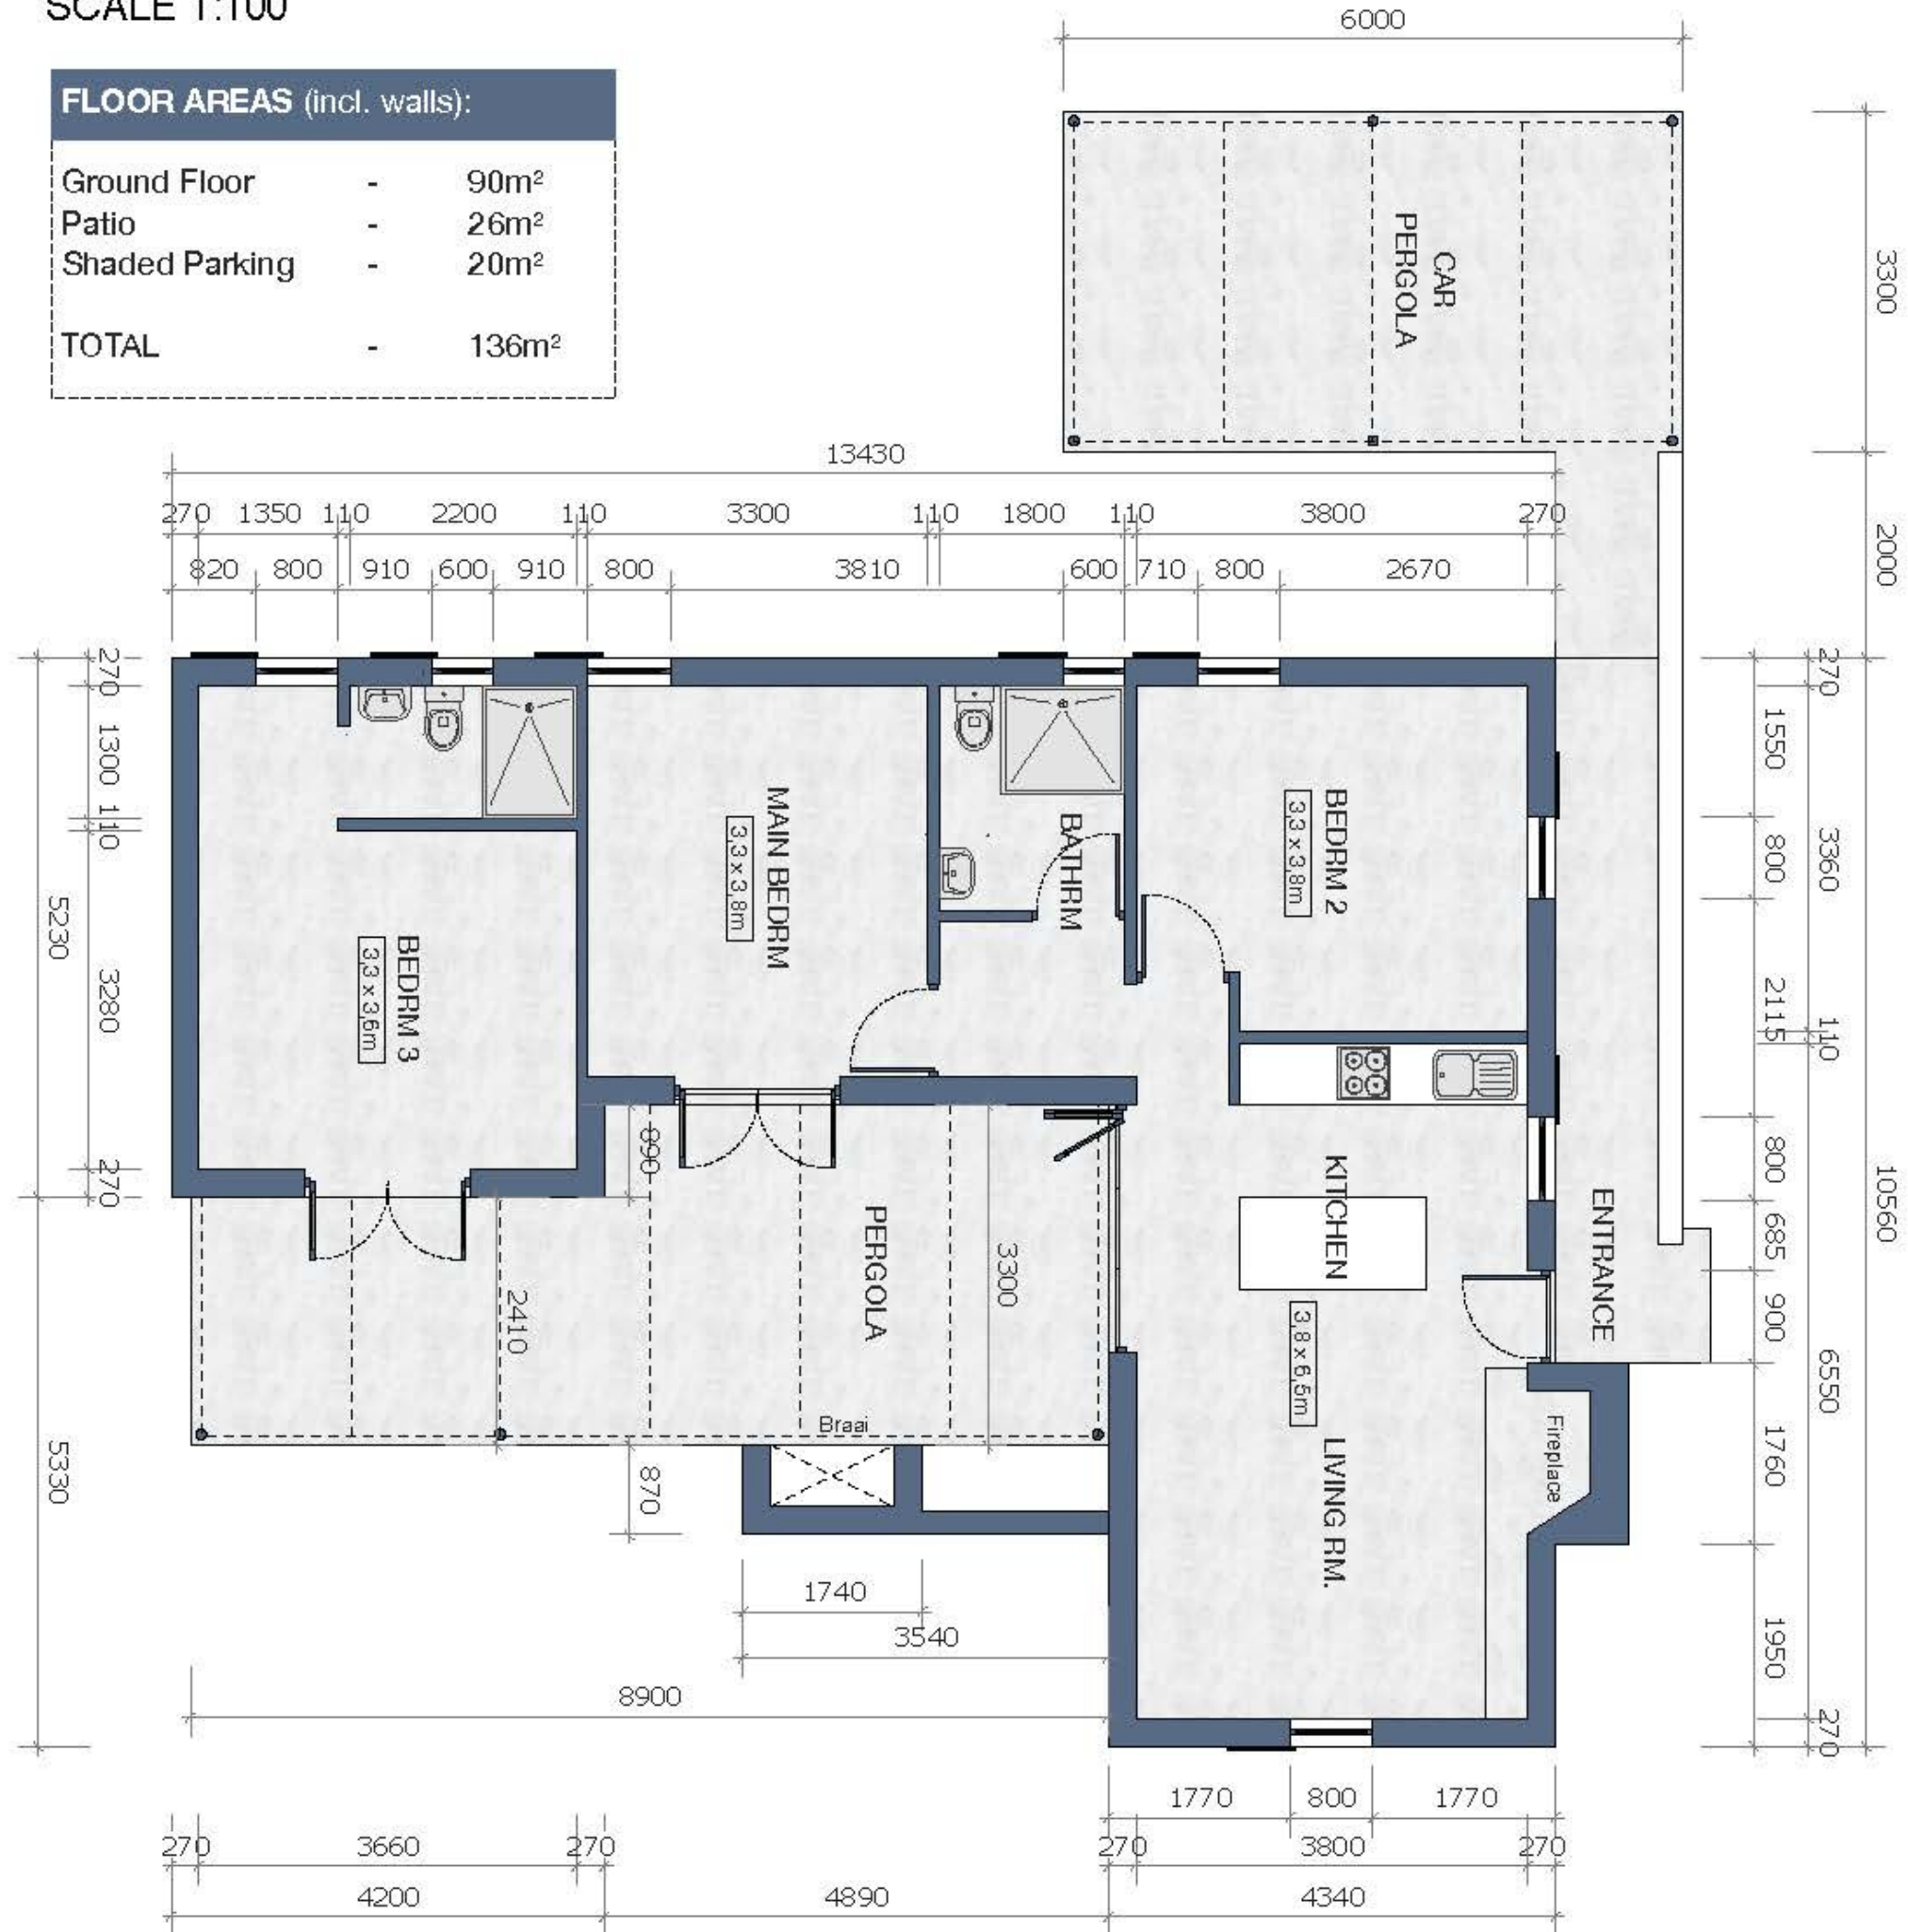 SCALE 1:100
FLOOR AREAS (incl. walls):
Ground Floor - 90m²
Patio - 26m²
Shaded Parking - 20m²
TOTAL - 136m²
6000
CAR
PERGOLA
3300
2000
13430
270 1350 110 2200 110 3300 110 1800 110 3800 270
820 800 910 600 910 800 3810 600 710 800 2670
270
1300
110
3280
270
5230
5330
BEDRM 3
3,3 x 3,6m
MAIN BEDRM
3,3 x 3,8m
BATHRM
BEDRM 2
3,3 x 3,8m
270
1550
800
3360
2115
110
800
685
900
10560
6550
1760
1950
270
890
PERGOLA
3300
2410
Braai
870
KITCHEN
3,8 x 6,5m
LIVING RM.
ENTRANCE
Fireplace
1740
3540
8900
1770 800 1770
270 3660 270
270 3800 270
4200 4890 4340